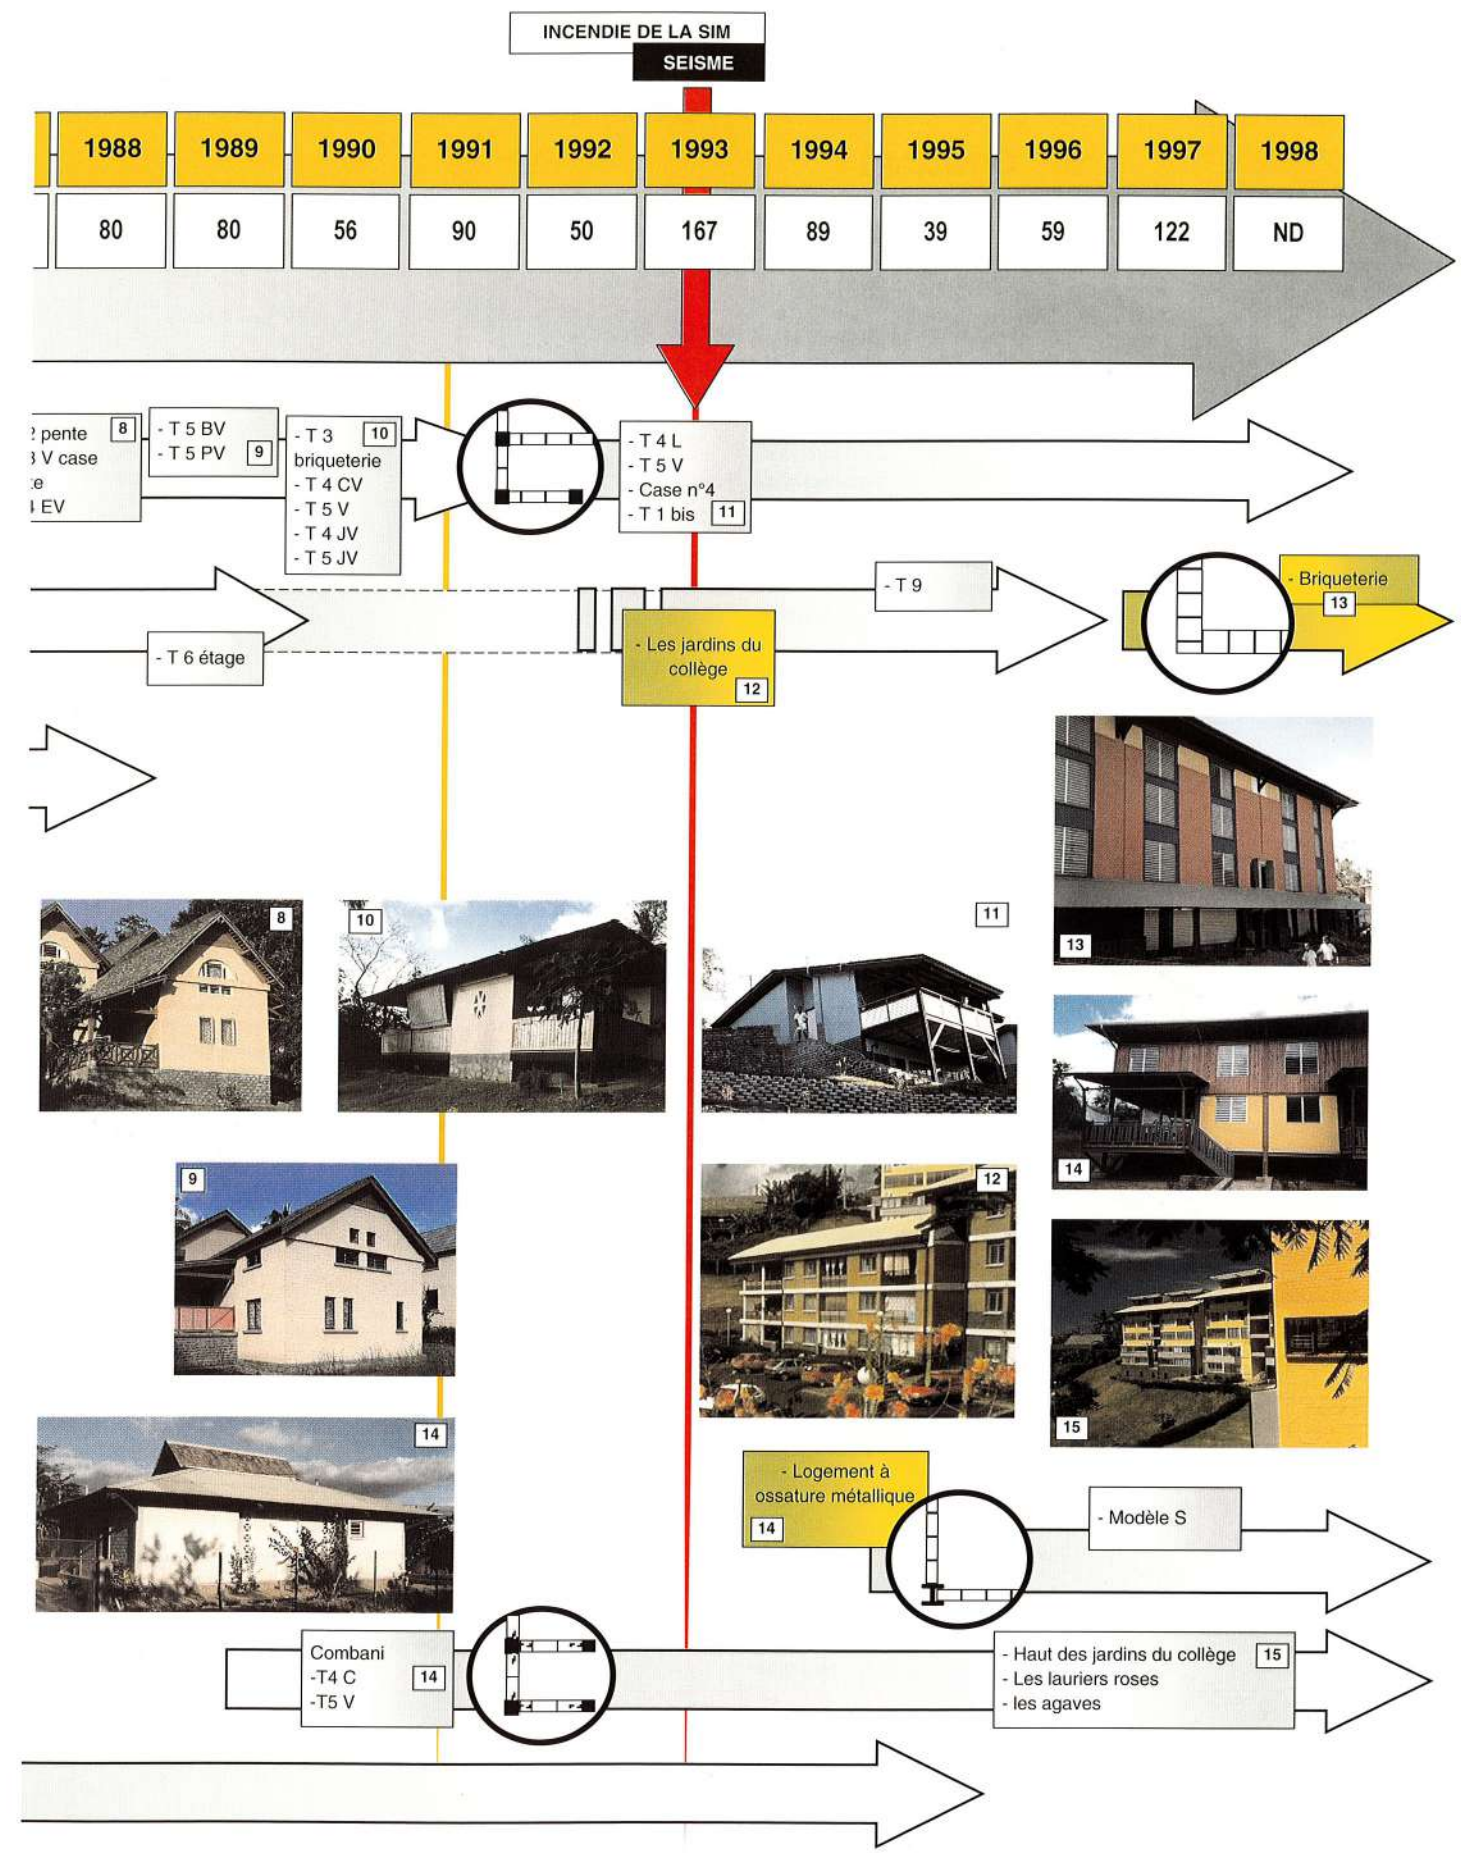 INCENDIE DE LA SIM
SEISME
1988 1989 1990 1991 1992 1993 1994 1995 1996 1997 1998
80 80 56 90 50 167 89 39 59 122 ND
2 pente 8
V case
te
EV
- T 5 BV
- T 5 PV 9
- T 3 10
briqueterie
- T 4 CV
- T 5 V
- T 4 JV
- T 5 JV
- T 4 L
- T 5 V
- Case n°4
- T 1 bis 11
- T 6 étage
- Les jardins du
collège
12
- T 9
- Briqueterie
13
8
10
11
13
14
9
12
15
14
- Logement à
ossature métallique
14
- Modèle S
Combani
-T4 C 14
-T5 V
- Haut des jardins du collège 15
- Les lauriers roses
- les agaves